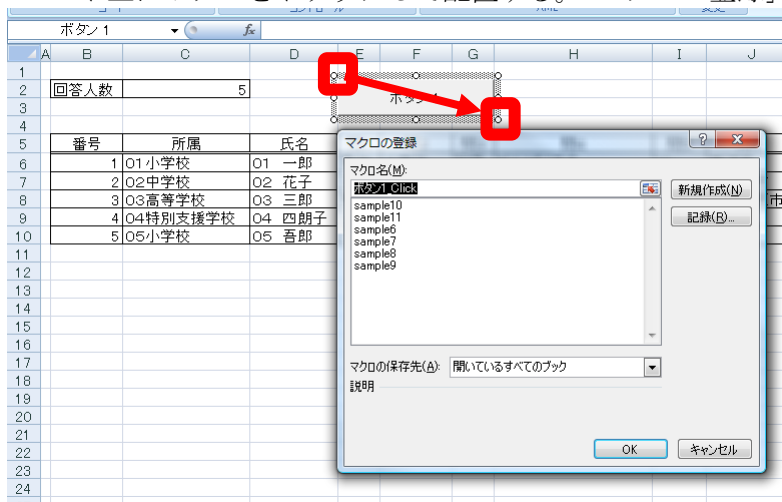 ボタン 1 fx
A B C D E F G H I J
1
2 回答人数 5
3
4
5 番号 所属 氏名
6 1 01小学校 01 一郎
7 2 02中学校 02 花子
8 3 03高等学校 03 三郎
9 4 04特別支援学校 04 四朗子
10 5 05小学校 05 吾郎
11
12
13
14
15
16
17
18
19
20
21
22
23
24
マクロの登録
マクロ名(M):
ボタン1_Click
新規作成(N)
sample10
記録(R)...
sample11
sample6
sample7
sample8
sample9
マクロの保存先(A): 開いているすべてのブック
説明
OK キャンセル